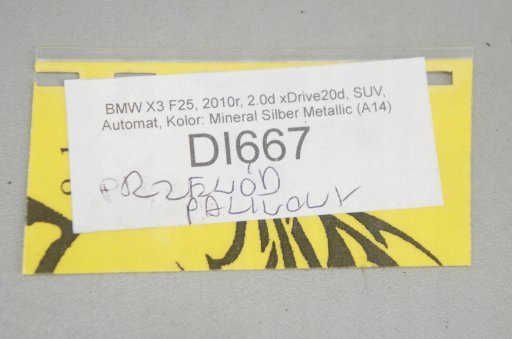 BMW X3 F25, 2010r, 2.0d xDrive20d, SUV,
Automat, Kolor: Mineral Silber Metallic (A14)
DI667
PRZEWÓD
PALIWOWY